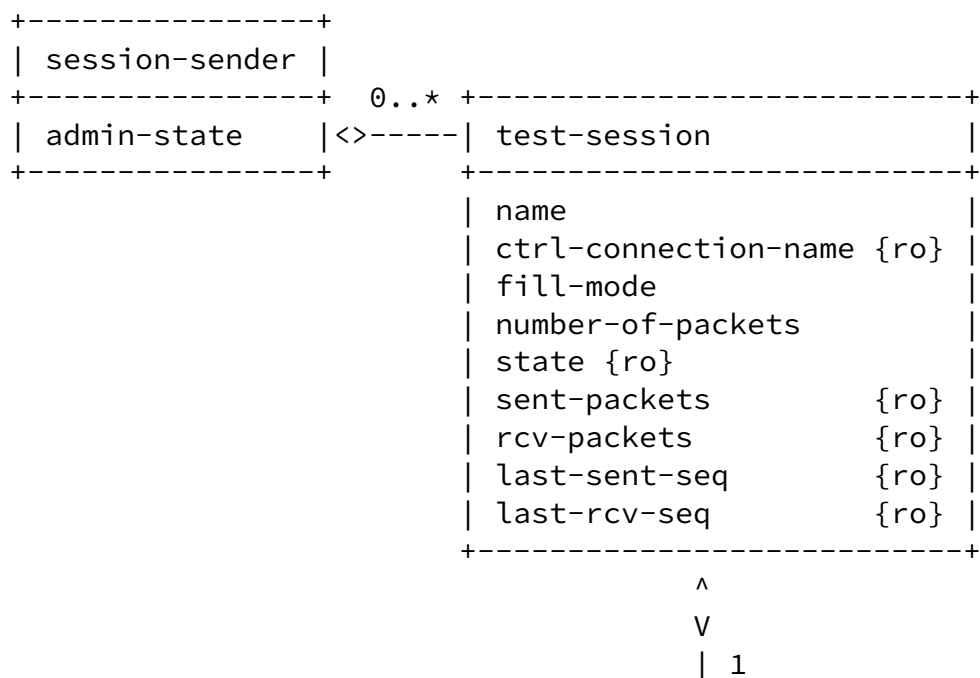 +----------------+
| session-sender |
+----------------+  0..* +---------------------------+
| admin-state    |<>-----| test-session              |
+----------------+       +---------------------------+
                         | name                      |
                         | ctrl-connection-name {ro} |
                         | fill-mode                 |
                         | number-of-packets         |
                         | state {ro}                |
                         | sent-packets         {ro} |
                         | rcv-packets          {ro} |
                         | last-sent-seq        {ro} |
                         | last-rcv-seq         {ro} |
                         +---------------------------+
                                      ^
                                      V
                                      | 1